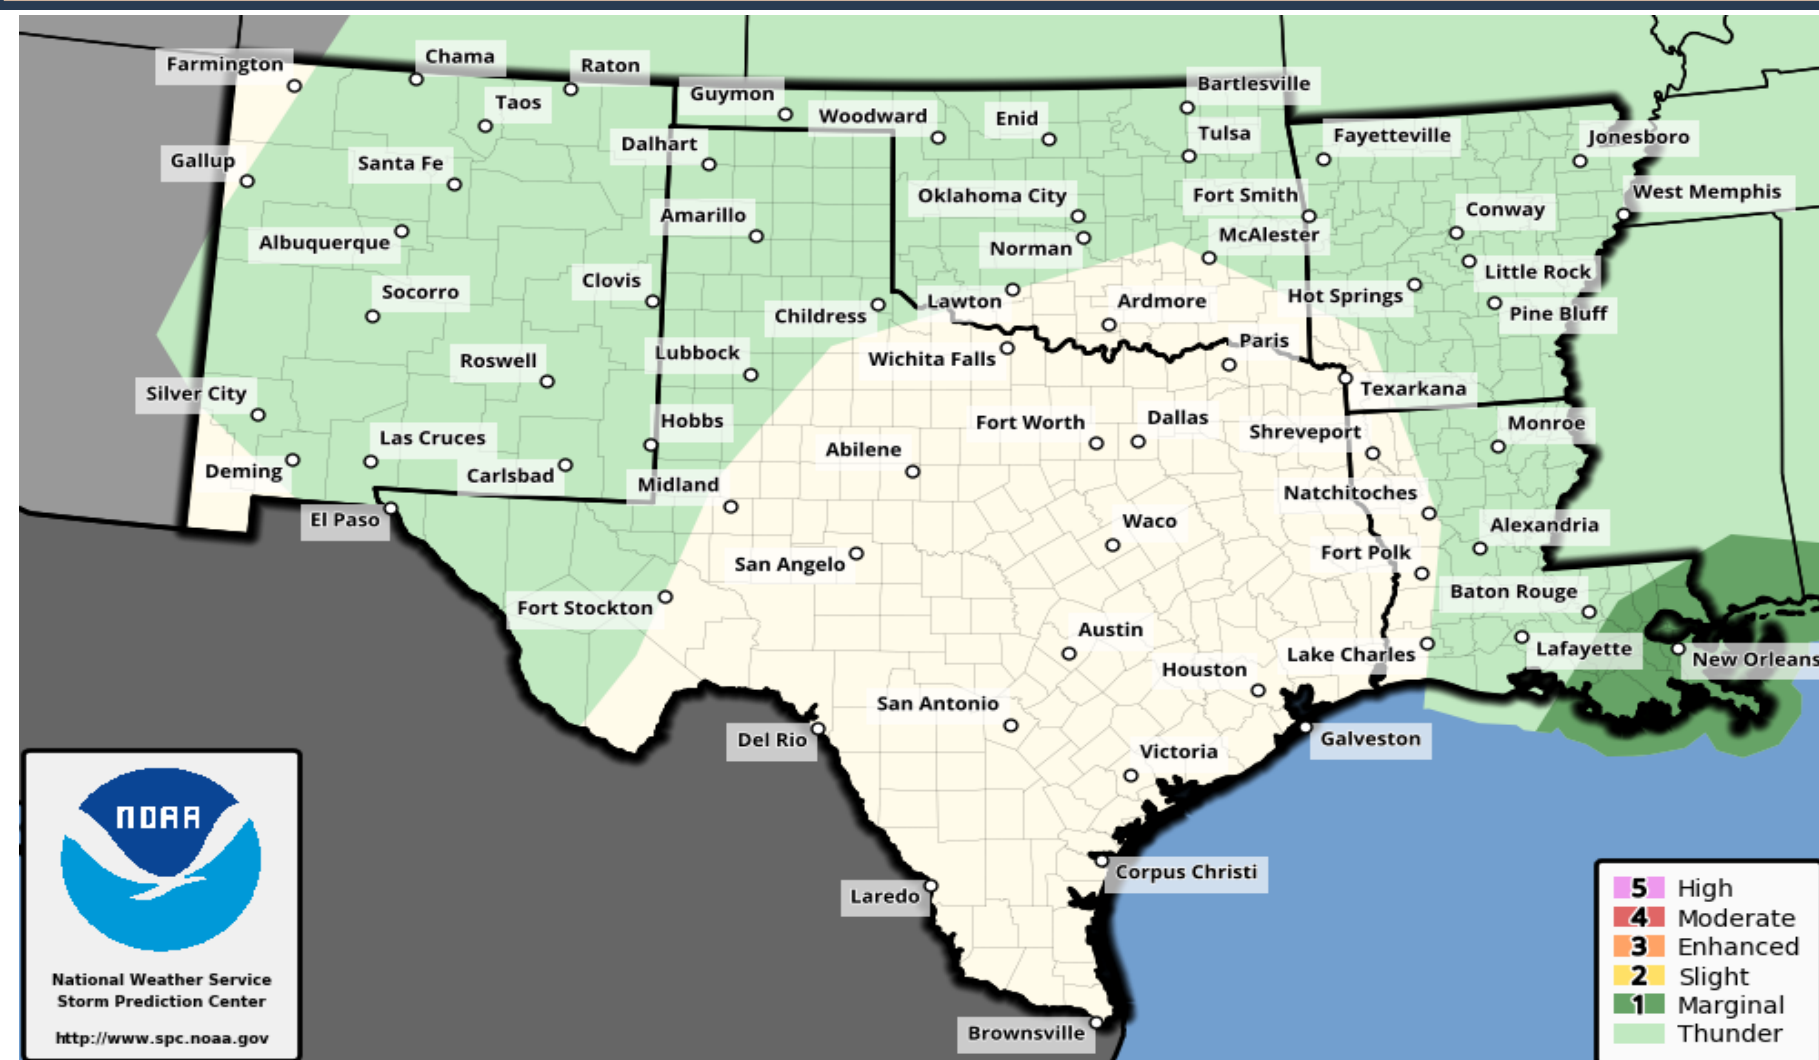 Farmington
Chama
Raton
Guymon
Bartlesville
Taos
Woodward
Enid
Tulsa
Fayetteville
Jonesboro
Dalhart
Gallup
Santa Fe
Oklahoma City
Fort Smith
West Memphis
Amarillo
Conway
Albuquerque
Norman
McAlester
Clovis
Little Rock
Socorro
Lawton
Ardmore
Hot Springs
Childress
Pine Bluff
Roswell
Lubbock
Wichita Falls
Paris
Silver City
Texarkana
Hobbs
Las Cruces
Fort Worth
Dallas
Shreveport
Monroe
Abilene
Deming
Carlsbad
Midland
Natchitoches
El Paso
Waco
Alexandria
San Angelo
Fort Polk
Fort Stockton
Baton Rouge
Austin
Lake Charles
Lafayette
New Orleans
Houston
San Antonio
Del Rio
Victoria
Galveston
Corpus Christi
Laredo
Brownsville
NOAA
National Weather Service
Storm Prediction Center
http://www.spc.noaa.gov
5 High
4 Moderate
3 Enhanced
2 Slight
1 Marginal
Thunder